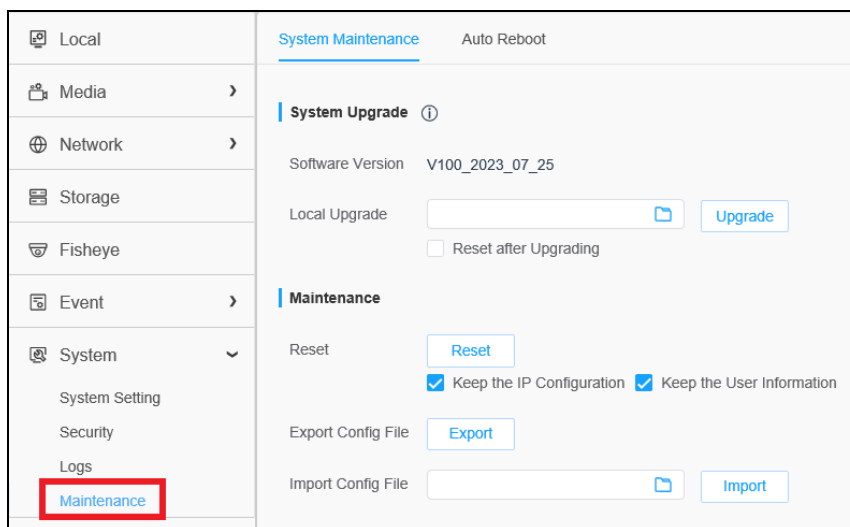 Local
Media
Network
Storage
Fisheye
Event
System
System Setting
Security
Logs
Maintenance
System Maintenance Auto Reboot
System Upgrade
Software Version V100_2023_07_25
Local Upgrade Upgrade
Reset after Upgrading
Maintenance
Reset Reset
Keep the IP Configuration Keep the User Information
Export Config File Export
Import Config File Import